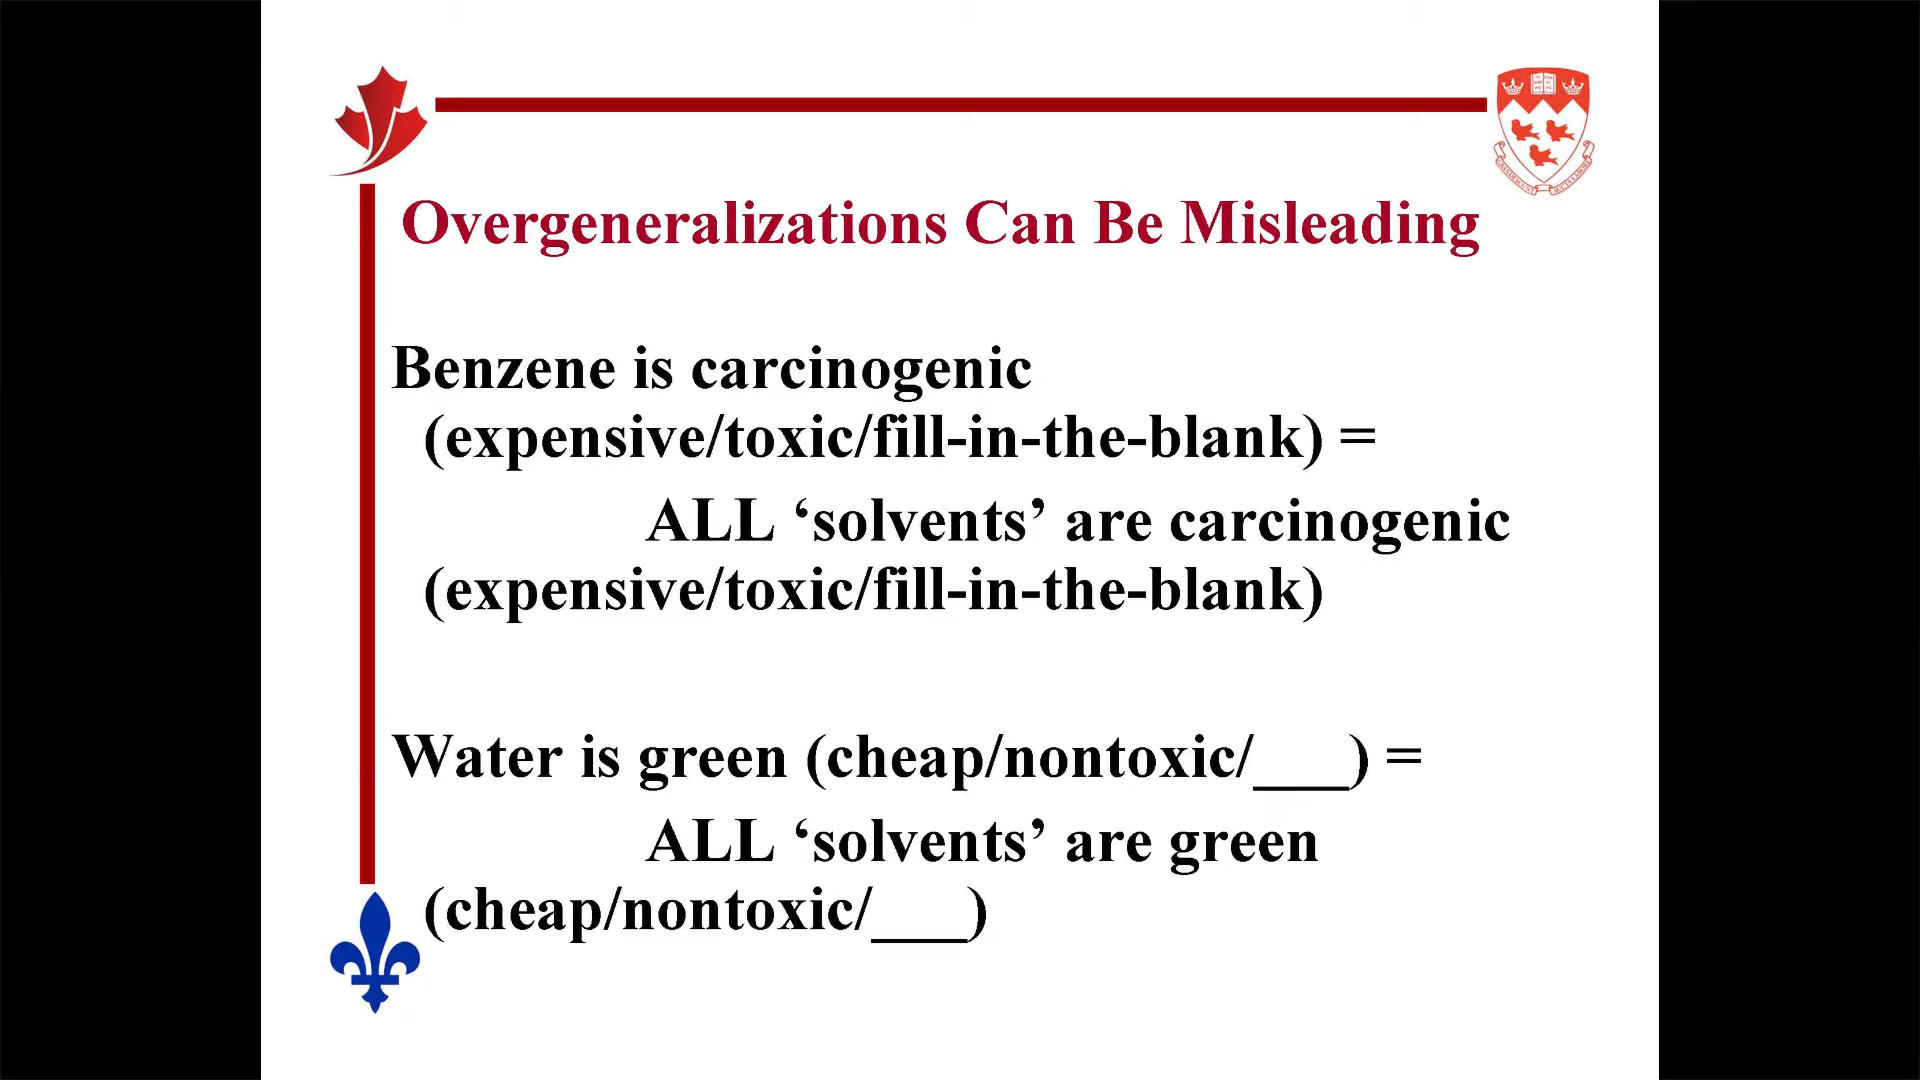 Overgeneralizations Can Be Misleading
Benzene is carcinogenic
(expensive/toxic/fill-in-the-blank) =
ALL ‘solvents’ are carcinogenic
(expensive/toxic/fill-in-the-blank)
Water is green (cheap/nontoxic/___) =
ALL ‘solvents’ are green
(cheap/nontoxic/___)